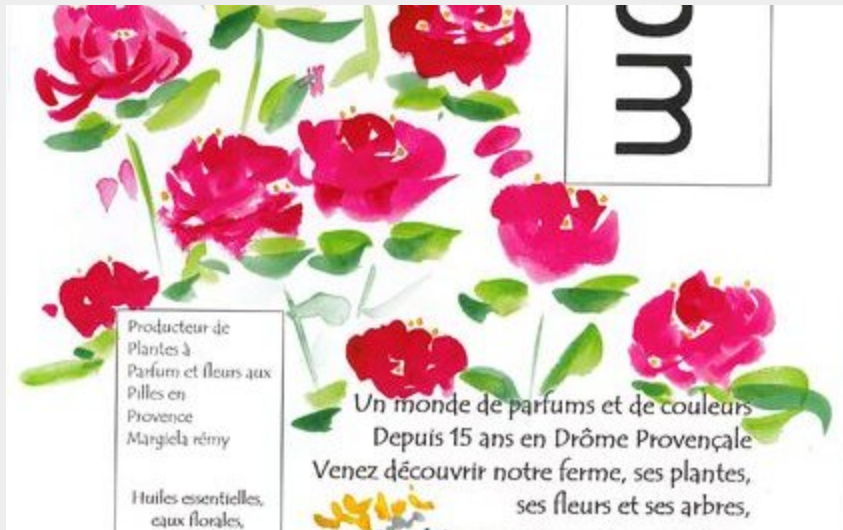 om
Producteur de
Plantes à
Parfum et fleurs aux
Pilles en
Provence
Margiela rémy
Huiles essentielles,
eaux florales,
Un monde de parfums et de couleurs
Depuis 15 ans en Drôme Provençale
Venez découvrir notre ferme, ses plantes,
ses fleurs et ses arbres,